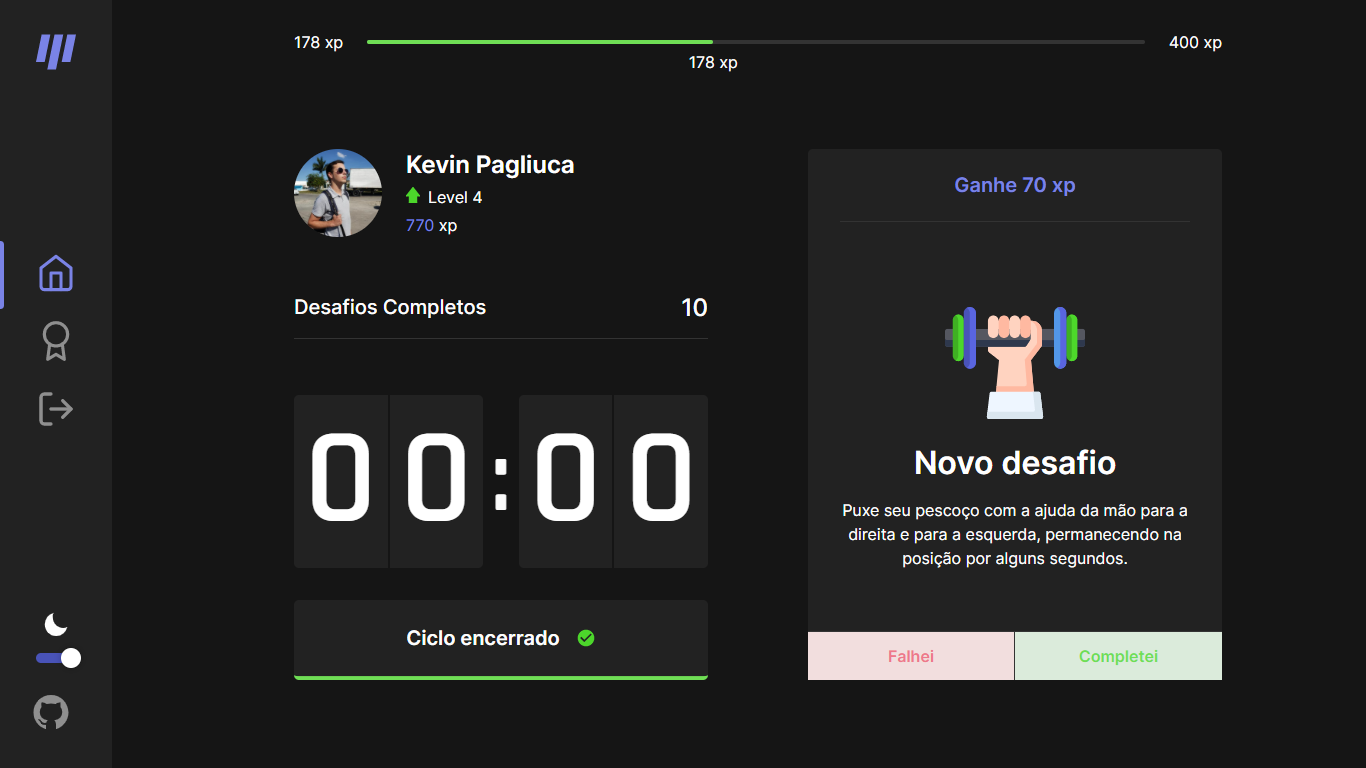 178 xp
400 xp
178 xp
Kevin Pagliuca
Level 4
770 xp
Desafios Completos
10
00:00
Ciclo encerrado
Ganhe 70 xp
Novo desafio
Puxe seu pescoço com a ajuda da mão para a
direita e para a esquerda, permanecendo na
posição por alguns segundos.
Falhei
Completei